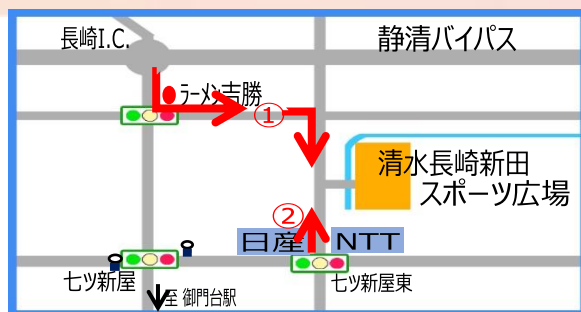 長崎I.C.
静清バイパス
ラーメン吉勝
①
清水長崎新田
スポーツ広場
②
日産
NTT
七ツ新屋
七ツ新屋東
至 御門台駅